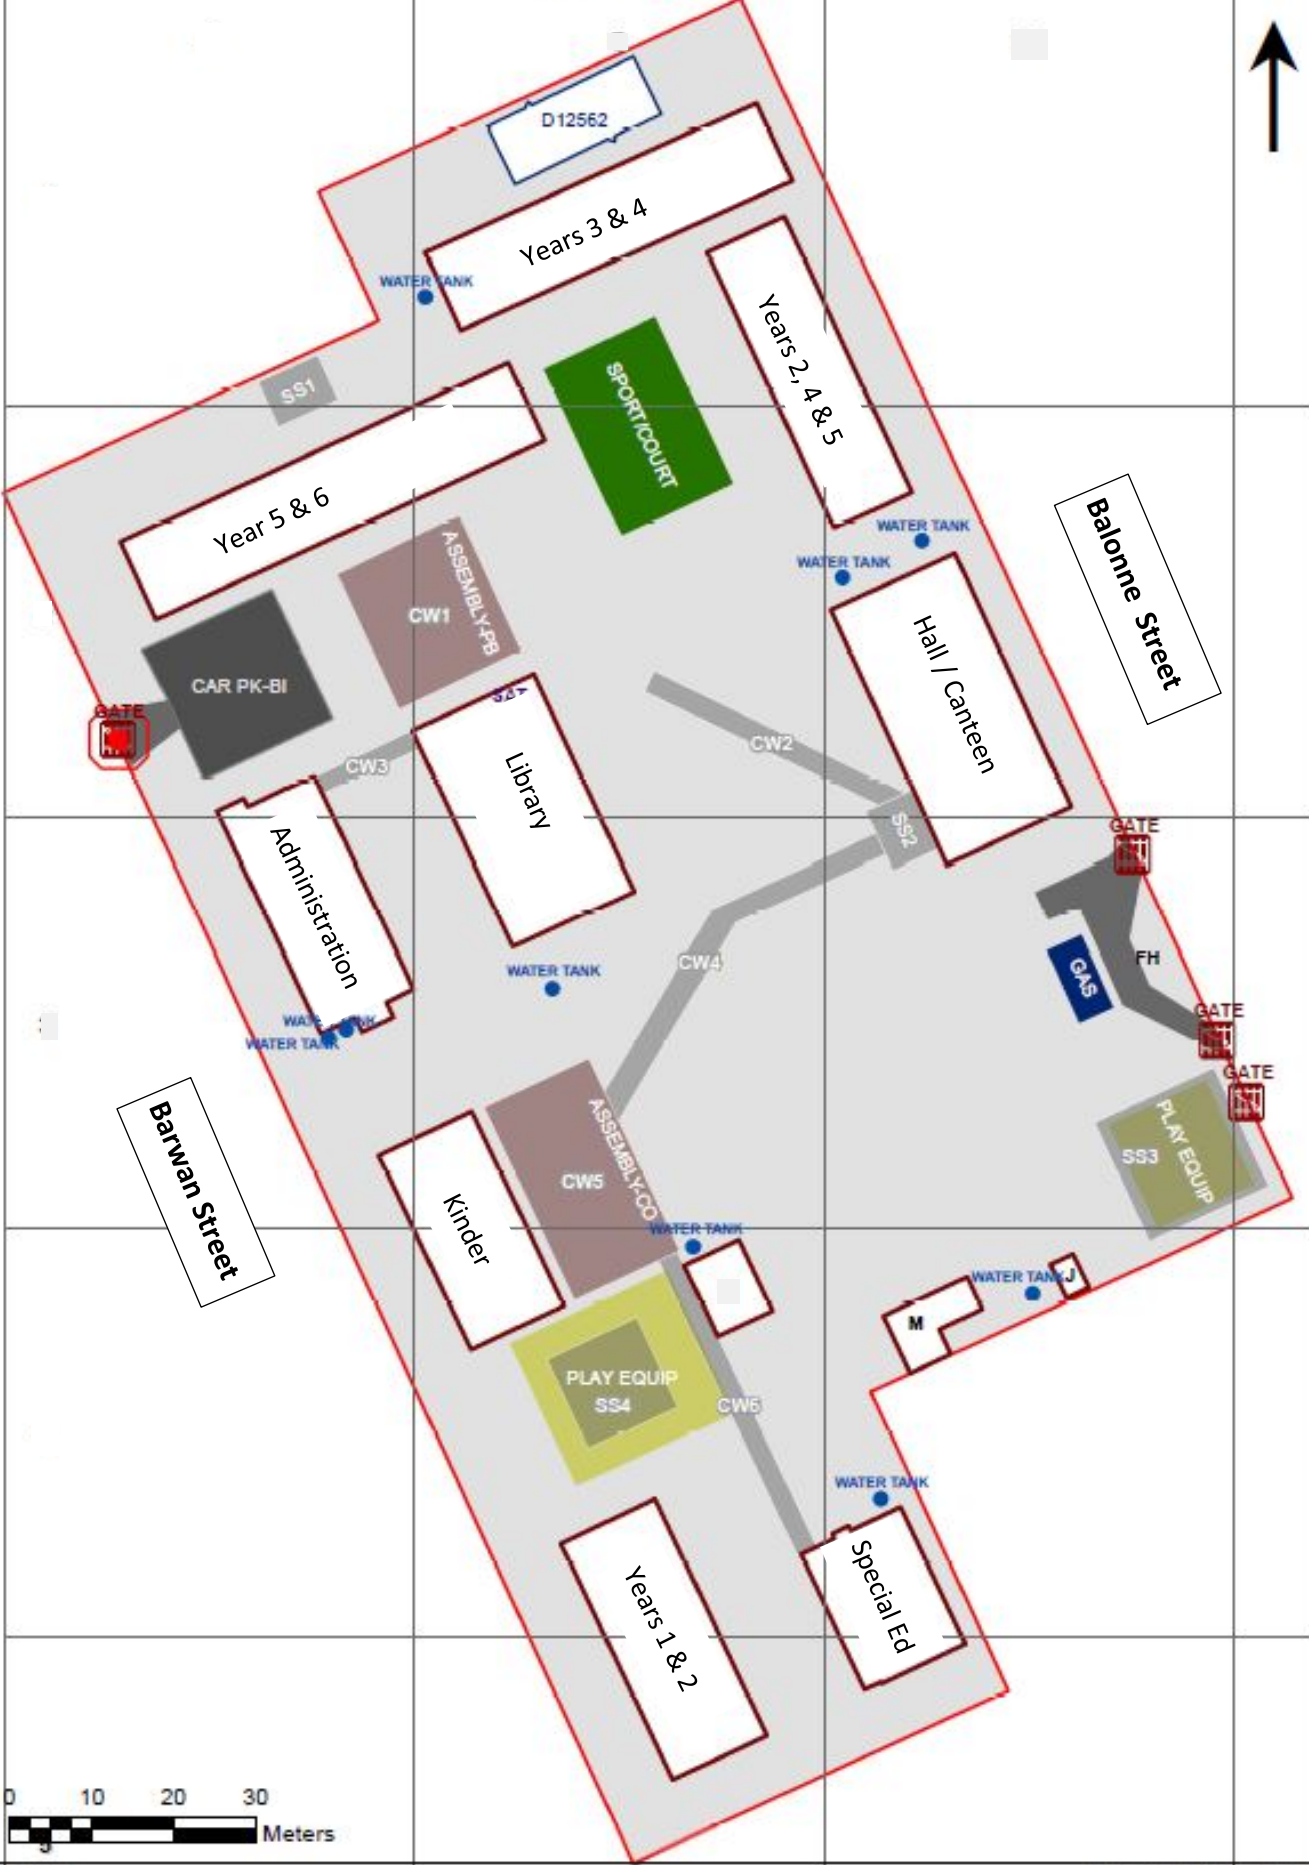 D12562
Years 3 & 4
WATER TANK
Years 2, 4 & 5
SPORT/COURT
SS1
Year 5 & 6
Balonne Street
WATER TANK
WATER TANK
ASSEMBLY-PB
CW1
Hall / Canteen
CAR PK-BI
GATE
CW2
CW3
Library
SS2
GATE
Administration
FH
CW4
GAS
WATER TANK
GATE
WATER TANK
GATE
Barwan Street
ASSEMBLY-CO
PLAY EQUIP
SS3
CW5
Kinder
WATER TANK
WATER TANK
J
M
PLAY EQUIP
SS4
CW6
WATER TANK
Special Ed
Years 1 & 2
0 10 20 30
Meters
5